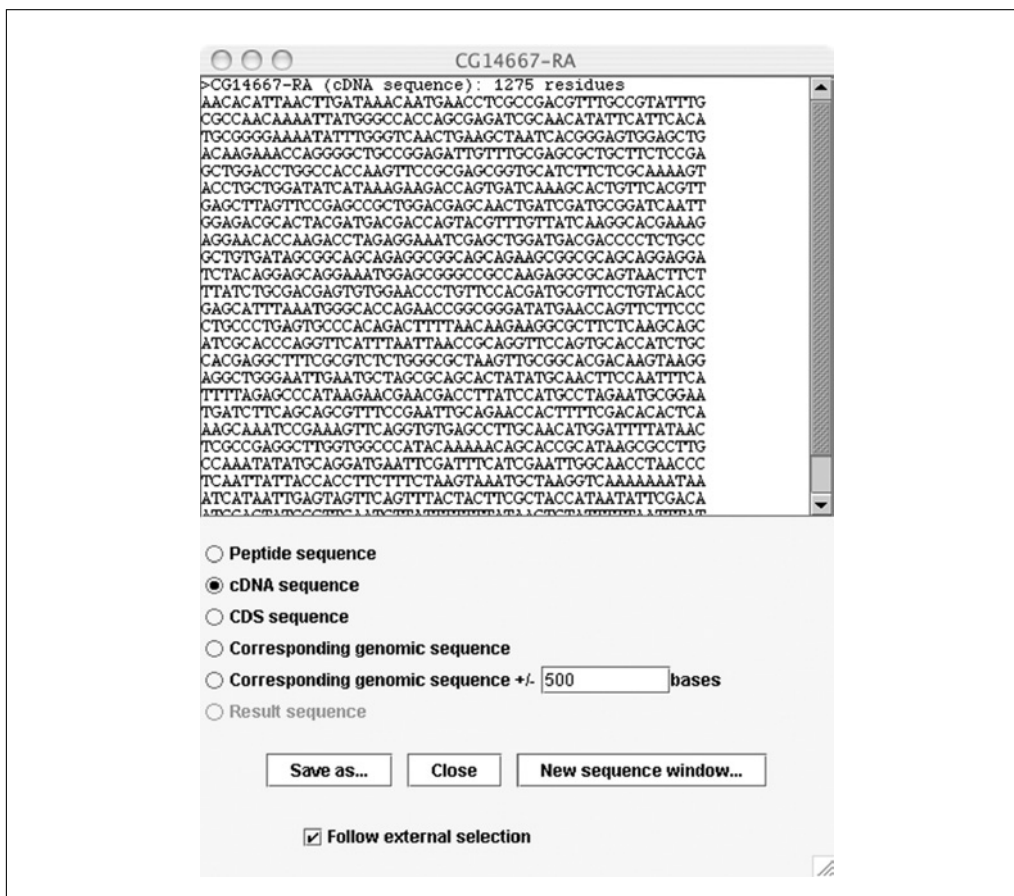 CG14667-RA
>CG14667-RA (cDNA sequence): 1275 residues
AACACATTAACTTGATAAACAATGAACCTCGCCGACGTTTGCCGTATTTG
CGCCAACAAAATTATGGGCCACCAGCGAGATCGCAACATATTCATTCACA
TGCGGGGAAAATATTTGGGTCAACTGAAGCTAATCACGGGAGTGGAGCTG
ACAAGAAACCAGGGGCTGCCGGAGATTGTTTGCGAGCGCTGCTTCTCCGA
GCTGGACCTGGCCACCAAGTTCCGCGAGCGGTGCATCTTCTCGCAAAAGT
ACCTGCTGGATATCATAAAGAAGACCAGTGATCAAAGCACTGTTCACGTT
GAGCTTAGTTCCGAGCCGCTGGACGAGCAACTGATCGATGCGGATCAATT
GGAGACGCACTACGATGACGACCAGTACGTTTGTTATCAAGGCACGAAAG
AGGAACACCAAGACCTAGAGGAAATCGAGCTGGATGACGACCCCTCTGCC
GCTGTGATAGCGGCAGCAGAGGCGGCAGCAGAAGCGGCGCAGCAGGAGGA
TCTACAGGAGCAGGAAATGGAGCGGGCCGCCAAGAGGCGCAGTAACTTCT
TTATCTGCGACGAGTGTGGAACCCTGTTCCACGATGCGTTCCTGTACACC
GAGCATTTAAATGGGCACCAGAACCGGCGGGATATGAACCAGTTCTTCCC
CTGCCCTGAGTGCCCACAGACTTTTAACAAGAAGGCGCTTCTCAAGCAGC
ATCGCACCCAGGTTCATTTAATTAACCGCAGGTTCCAGTGCACCATCTGC
CACGAGGCTTTCGCGTCTCTGGGCGCTAAGTTGCGGCACGACAAGTAAGG
AGGCTGGGAATTGAATGCTAGCGCAGCACTATATGCAACTTCCAATTTCA
TTTTAGAGCCCATAAGAACGAACGACCTTATCCATGCCTAGAATGCGGAA
TGATCTTCAGCAGCGTTTCCGAATTGCAGAACCACTTTTCGACACACTCA
AAGCAAATCCGAAAGTTCAGGTGTGAGCCTTGCAACATGGATTTTATAAC
TCGCCGAGGCTTGGTGGCCCATACAAAAACAGCACCGCATAAGCGCCTTG
CCAAATATATGCAGGATGAATTCGATTTCATCGAATTGGCAACCTAACCC
TCAATTATTACCACCTTCTTTCTAAGTAAATGCTAAGGTCAAAAAAATAA
ATCATAATTGAGTAGTTCAGTTTACTACTTCGCTACCATAATATTCGACA
Peptide sequence
cDNA sequence
CDS sequence
Corresponding genomic sequence
Corresponding genomic sequence +/- 500 bases
Result sequence
Save as... Close New sequence window...
Follow external selection